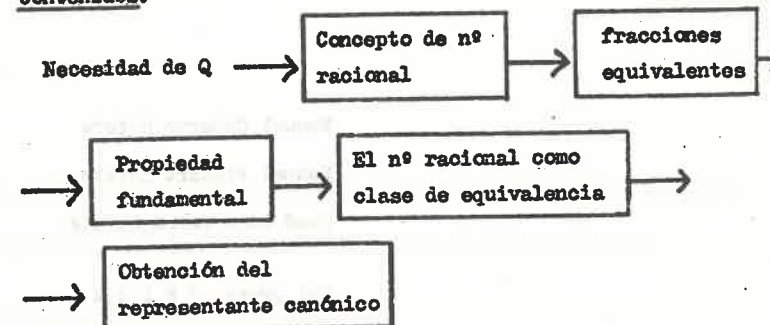 Contenidos:
Necesidad de Q
Concepto de nº
racional
fracciones
equivalentes
Propiedad
fundamental
El nº racional como
clase de equivalencia
Obtención del
representante canónico